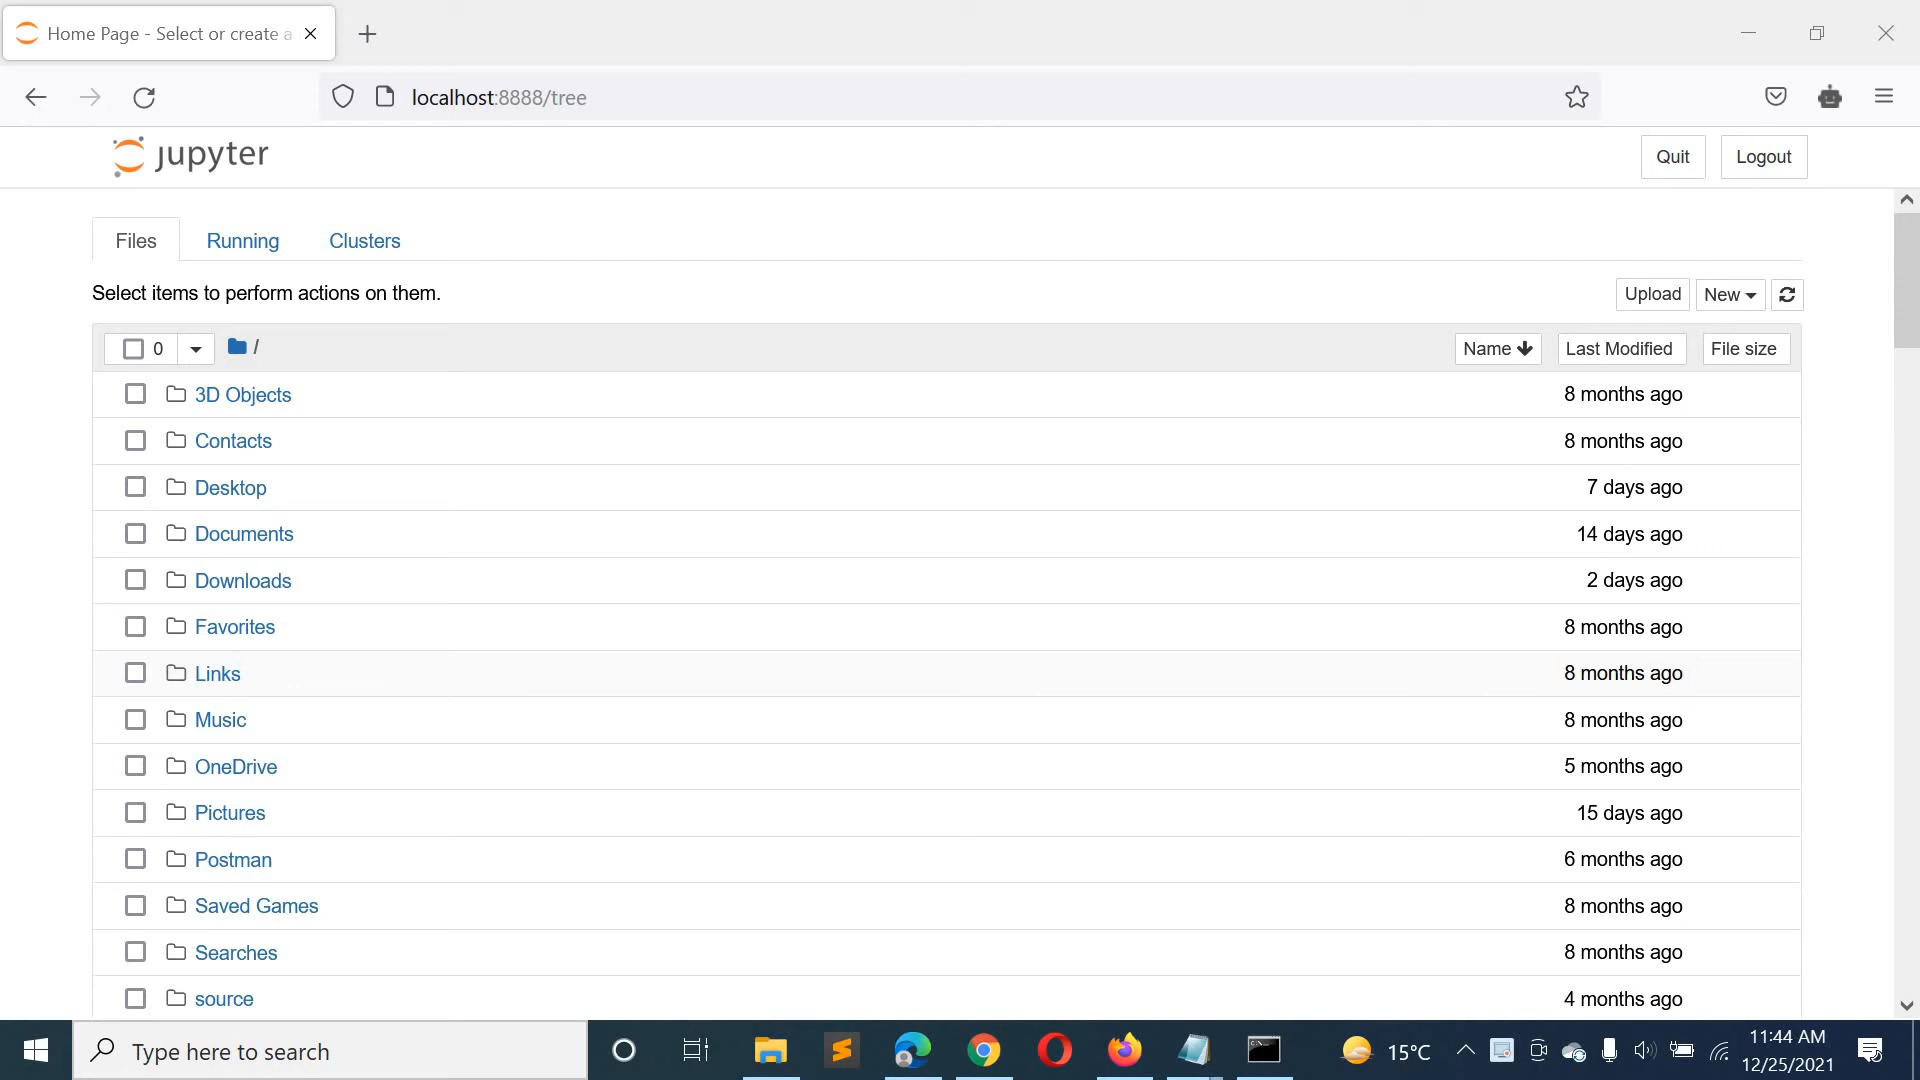 Home Page - Select or create a
localhost:8888/tree
jupyter
Quit
Logout
Files
Running
Clusters
Select items to perform actions on them.
Upload
New
0
/
Name
Last Modified
File size
3D Objects
8 months ago
Contacts
8 months ago
Desktop
7 days ago
Documents
14 days ago
Downloads
2 days ago
Favorites
8 months ago
Links
8 months ago
Music
8 months ago
OneDrive
5 months ago
Pictures
15 days ago
Postman
6 months ago
Saved Games
8 months ago
Searches
8 months ago
source
4 months ago
Type here to search
15°C
11:44 AM
12/25/2021